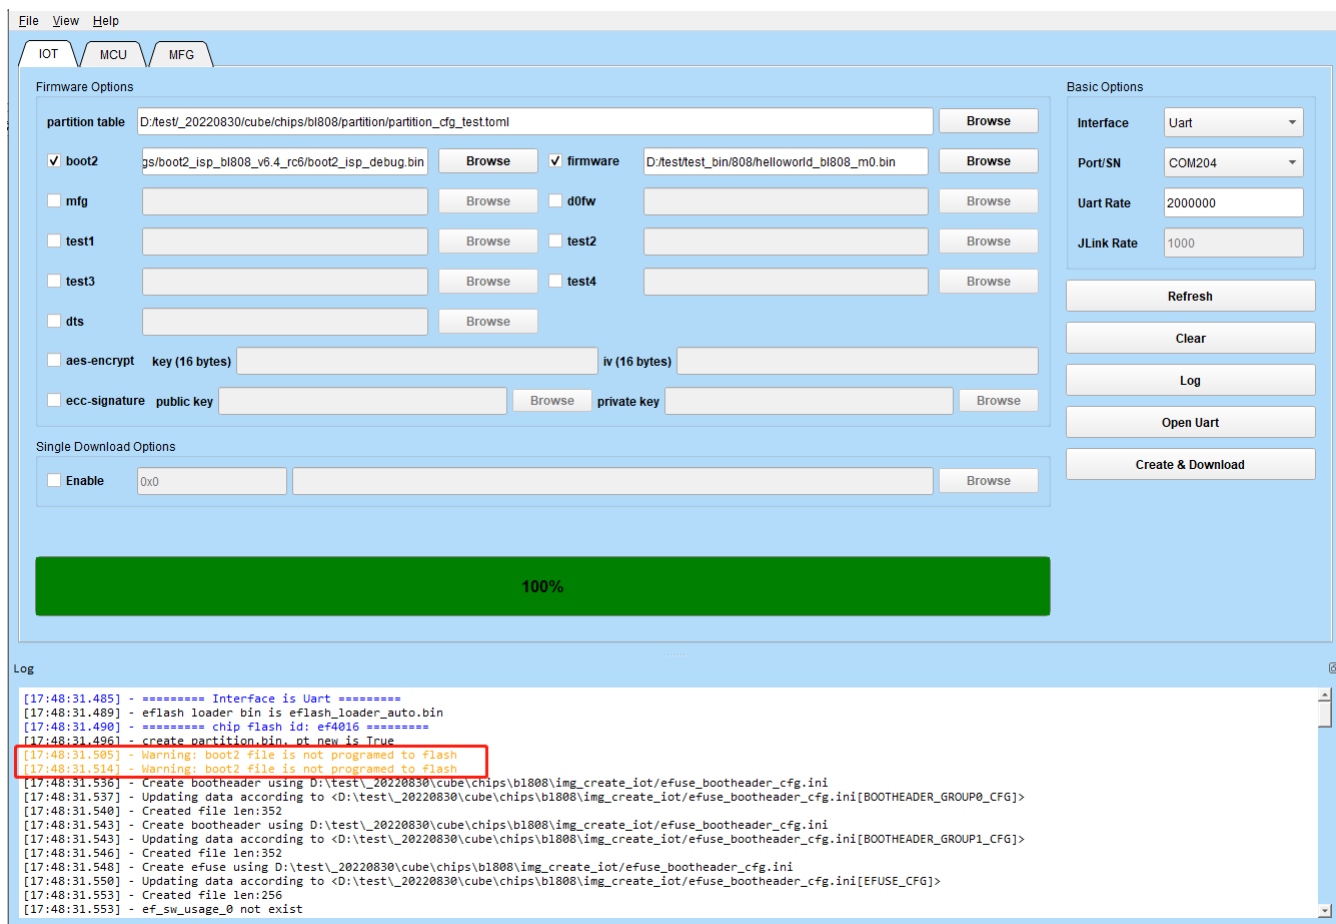 File View Help
IOT MCU MFG
Firmware Options
partition table D:/test/_20220830/cube/chips/bl808/partition/partition_cfg_test.toml Browse
boot2 gs/boot2_isp_bl808_v6.4_rc6/boot2_isp_debug.bin Browse firmware D:/test/test_bin/808/helloworld_bl808_m0.bin Browse
mfg Browse d0fw Browse
test1 Browse test2 Browse
test3 Browse test4 Browse
dts Browse
aes-encrypt key (16 bytes) iv (16 bytes)
ecc-signature public key Browse private key Browse
Single Download Options
Enable 0x0 Browse
100%
Basic Options
Interface Uart
Port/SN COM204
Uart Rate 2000000
JLink Rate 1000
Refresh
Clear
Log
Open Uart
Create & Download
Log
[17:48:31.485] - ========= Interface is Uart =========
[17:48:31.489] - eflash loader bin is eflash_loader_auto.bin
[17:48:31.490] - ========= chip flash id: ef4016 =========
[17:48:31.496] - create partition.bin, pt_new is True
[17:48:31.505] - Warning: boot2 file is not programed to flash
[17:48:31.514] - Warning: boot2 file is not programed to flash
[17:48:31.536] - Create bootheader using D:\test\_20220830\cube\chips\bl808\img_create_iot/efuse_bootheader_cfg.ini
[17:48:31.537] - Updating data according to <D:\test\_20220830\cube\chips\bl808\img_create_iot/efuse_bootheader_cfg.ini[BOOTHEADER_GROUP0_CFG]>
[17:48:31.540] - Created file len:352
[17:48:31.543] - Create bootheader using D:\test\_20220830\cube\chips\bl808\img_create_iot/efuse_bootheader_cfg.ini
[17:48:31.543] - Updating data according to <D:\test\_20220830\cube\chips\bl808\img_create_iot/efuse_bootheader_cfg.ini[BOOTHEADER_GROUP1_CFG]>
[17:48:31.546] - Created file len:352
[17:48:31.548] - Create efuse using D:\test\_20220830\cube\chips\bl808\img_create_iot/efuse_bootheader_cfg.ini
[17:48:31.550] - Updating data according to <D:\test\_20220830\cube\chips\bl808\img_create_iot/efuse_bootheader_cfg.ini[EFUSE_CFG]>
[17:48:31.553] - Created file len:256
[17:48:31.553] - ef_sw_usage_0 not exist